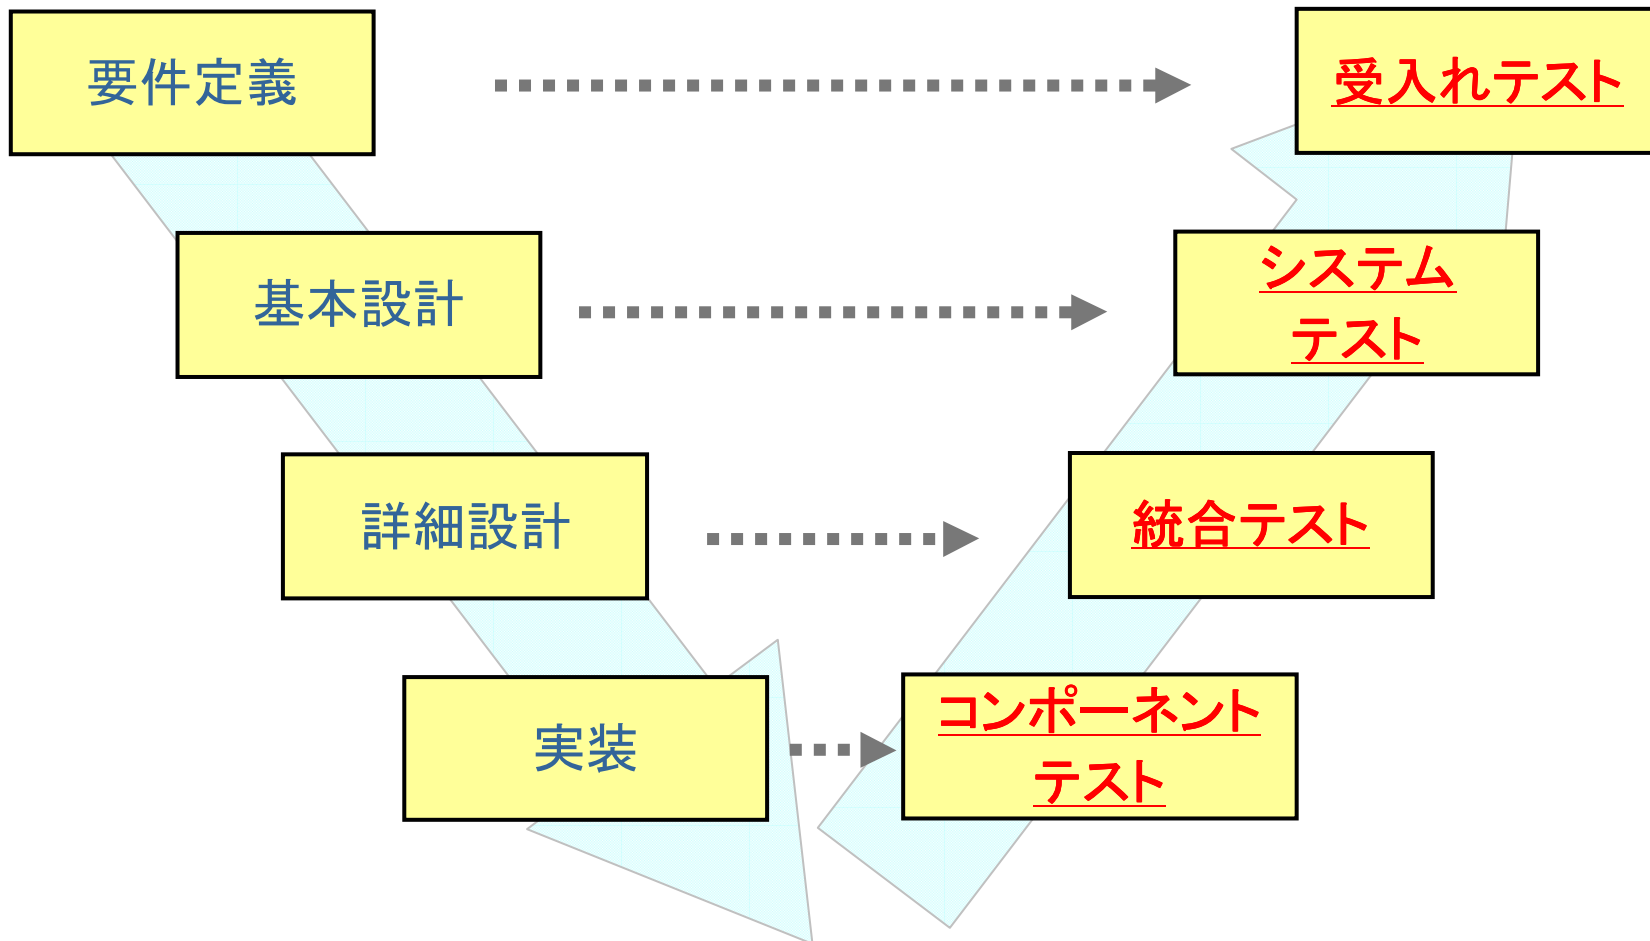 要件定義
受入れテスト
基本設計
システム
テスト
詳細設計
統合テスト
実装
コンポーネント
テスト